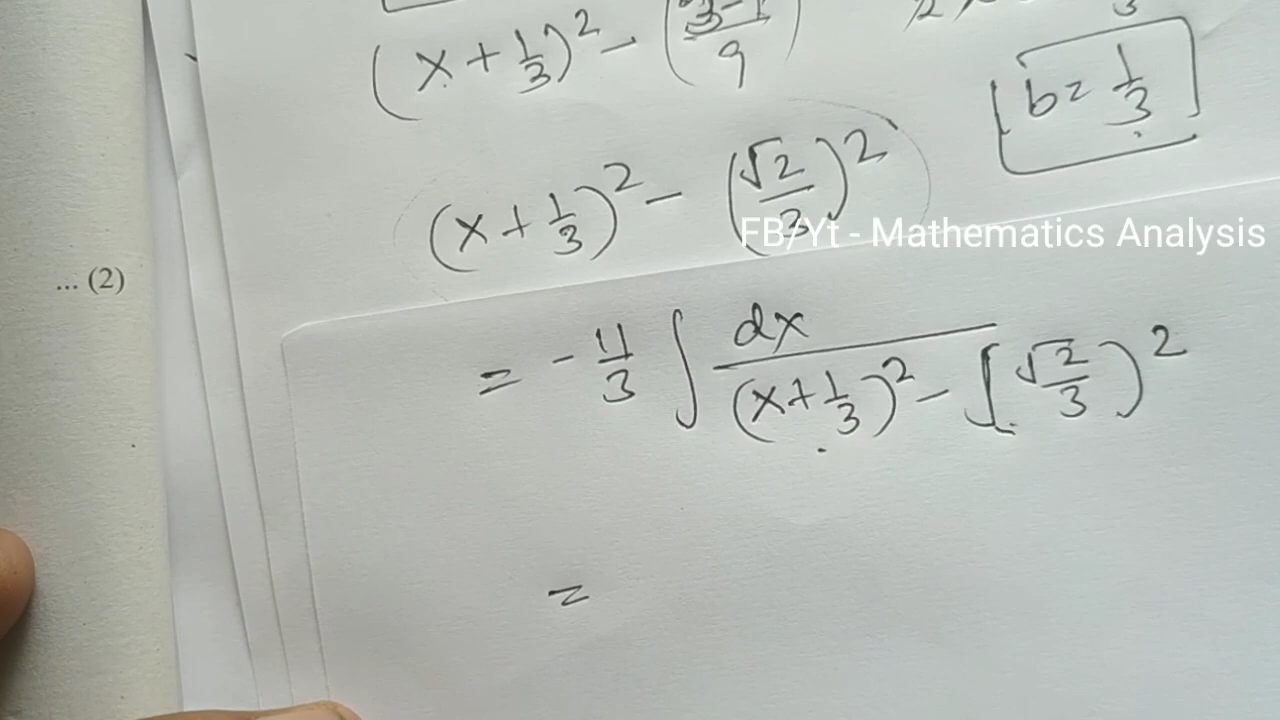 (x + 1/3)² - (3-1/9)
b = 1/3
(x + 1/3)² - (√2/3)²
FB/Yt - Mathematics Analysis
... (2)
= - 11/3 ∫ dx/((x + 1/3)² - (√2/3)²)
=